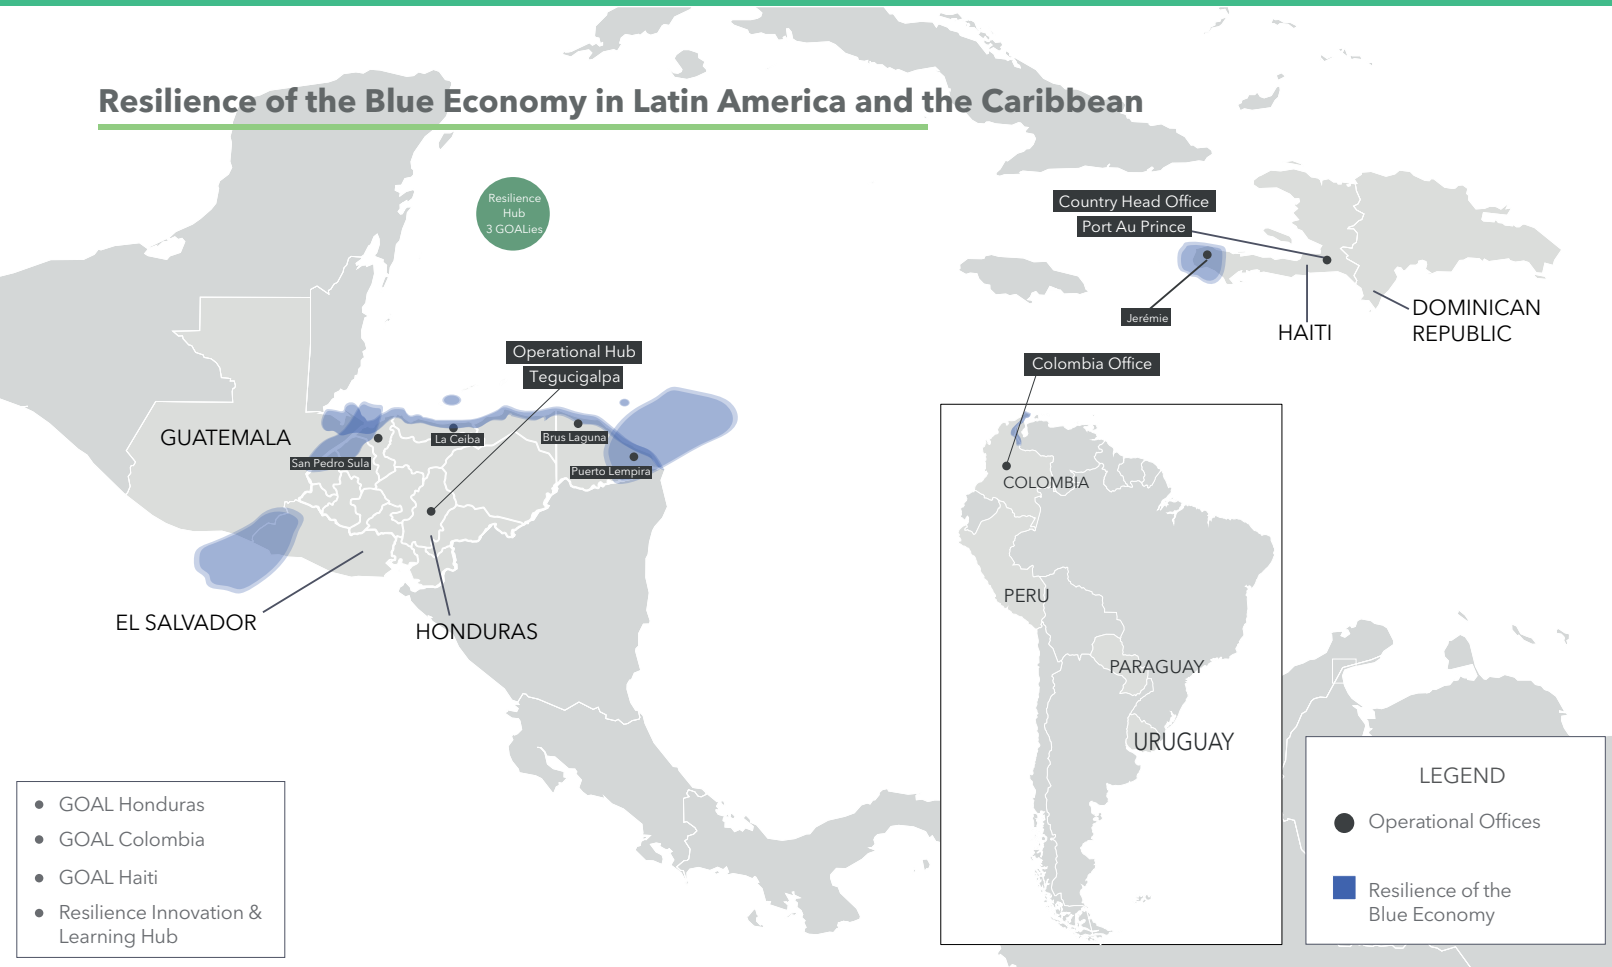 Resilience of the Blue Economy in Latin America and the Caribbean
Resilience
Hub
3 GOALies
Country Head Office
Port Au Prince
Jerémie
HAITI
DOMINICAN
REPUBLIC
Operational Hub
Tegucigalpa
Colombia Office
GUATEMALA
San Pedro Sula
La Ceiba
Brus Laguna
Puerto Lempira
EL SALVADOR
HONDURAS
COLOMBIA
PERU
PARAGUAY
URUGUAY
GOAL Honduras
GOAL Colombia
GOAL Haiti
Resilience Innovation &
Learning Hub
LEGEND
Operational Offices
Resilience of the
Blue Economy